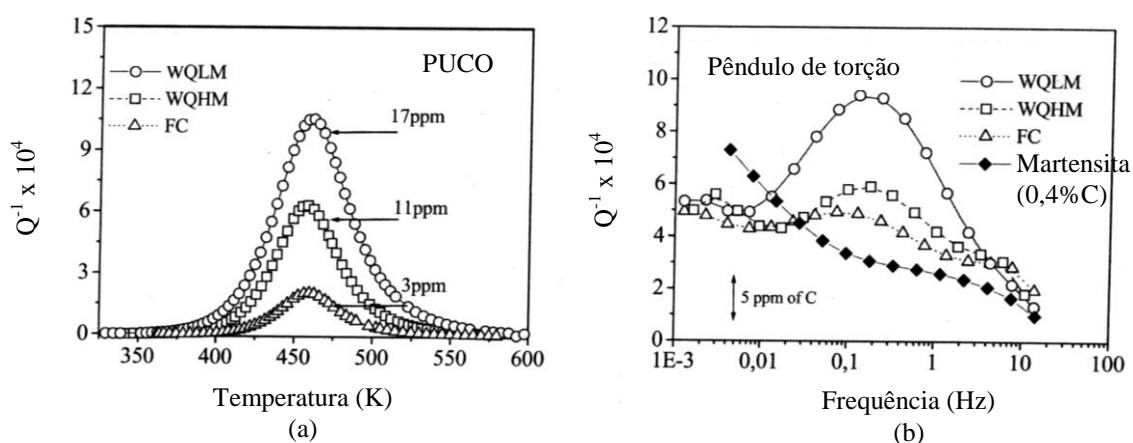 15
12
9
6
3
0
Q⁻¹ x 10⁴
PUCO
WQLM
WQHM
FC
17ppm
11ppm
3ppm
350 400 450 500 550 600
Temperatura (K)
(a)
12
10
8
6
4
2
0
Q⁻¹ x 10⁴
Pêndulo de torção
WQLM
WQHM
FC
Martensita
(0,4%C)
5 ppm of C
1E-3 0,01 0,1 1 10 100
Frequência (Hz)
(b)